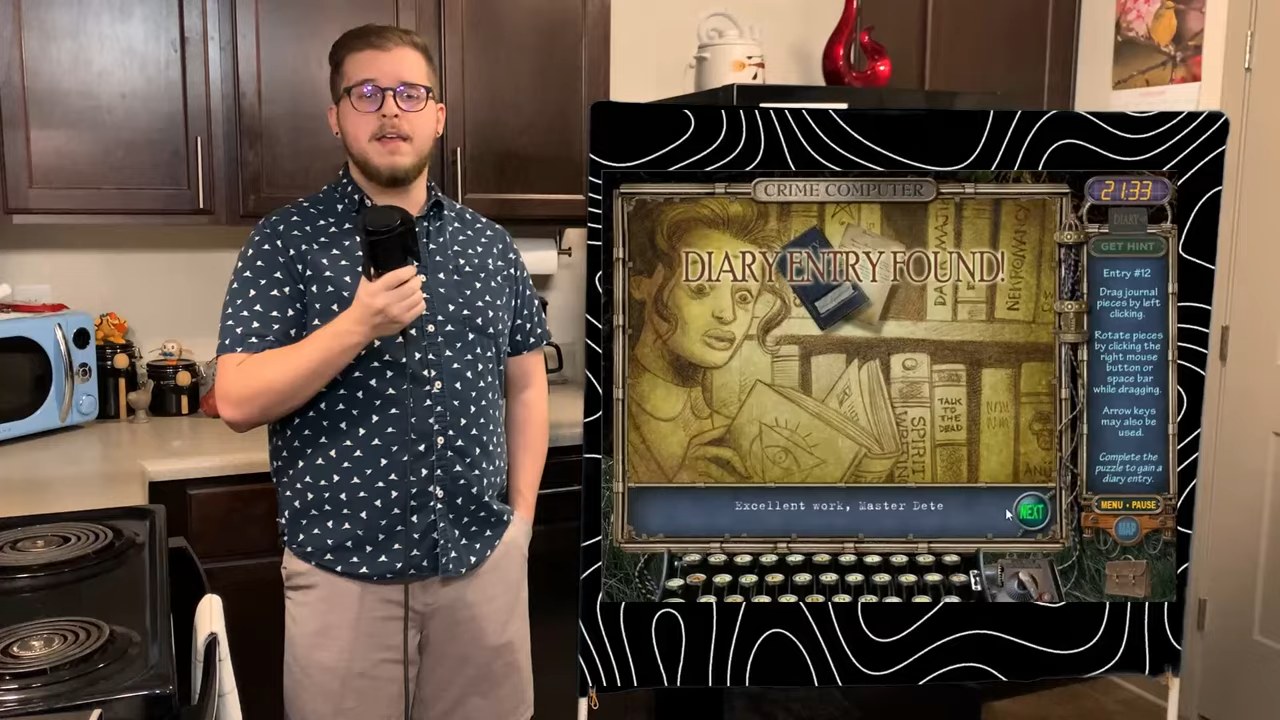 CRIME COMPUTER
21:33
DIARY
GET HINT
DIARY ENTRY FOUND!
Entry #12
Drag journal
pieces by left
clicking.
Rotate pieces
by clicking the
right mouse
button or
space bar
while dragging.
Arrow keys
may also be
used.
Complete the
puzzle to gain a
diary entry.
TALK
TO THE
DEAD
SPIRIT
Excellent work, Master Dete
NEXT
MENU • PAUSE
MAP